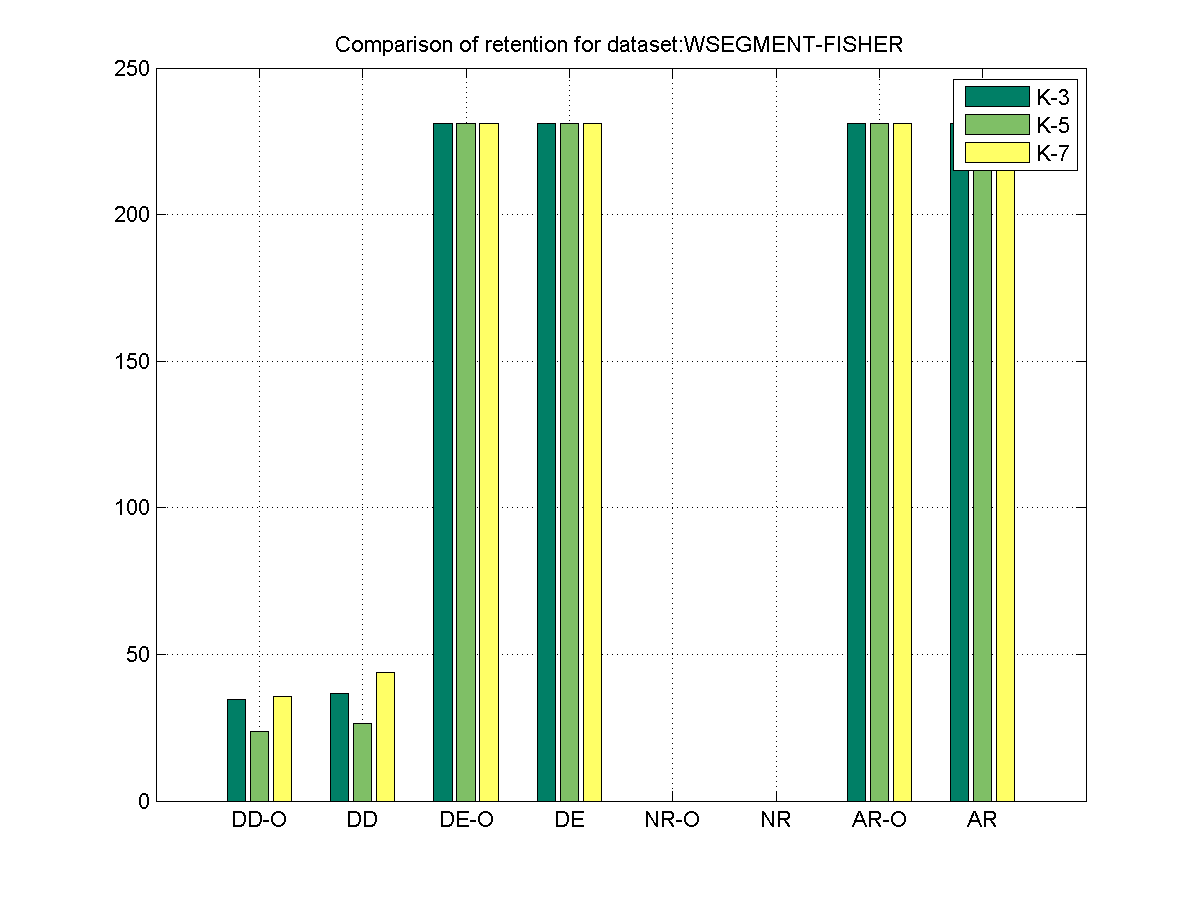 Comparison of retention for dataset:WSEGMENT-FISHER
250
200
150
100
50
0
K-3
K-5
K-7
DD-O DD DE-O DE NR-O NR AR-O AR